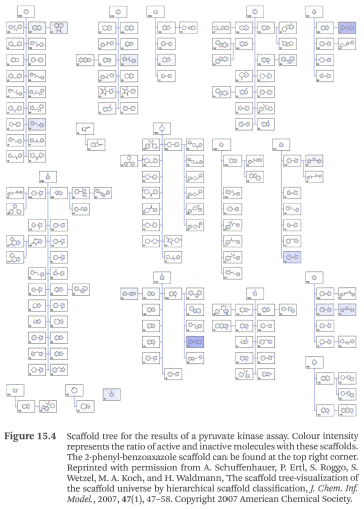 Figure 15.4 Scaffold tree for the results of a pyruvate kinase assay. Colour intensity
represents the ratio of active and inactive molecules with these scaffolds.
The 2-phenyl-benzoaxazole scaffold can be found at the top right corner.
Reprinted with permission from A. Schuffenhauer, P. Ertl, S. Roggo, S.
Wetzel, M. A. Koch, and H. Waldmann, The scaffold tree-visualization of
the scaffold universe by hierarchical scaffold classification, J. Chem. Inf.
Model., 2007, 47(1), 47–58. Copyright 2007 American Chemical Society.